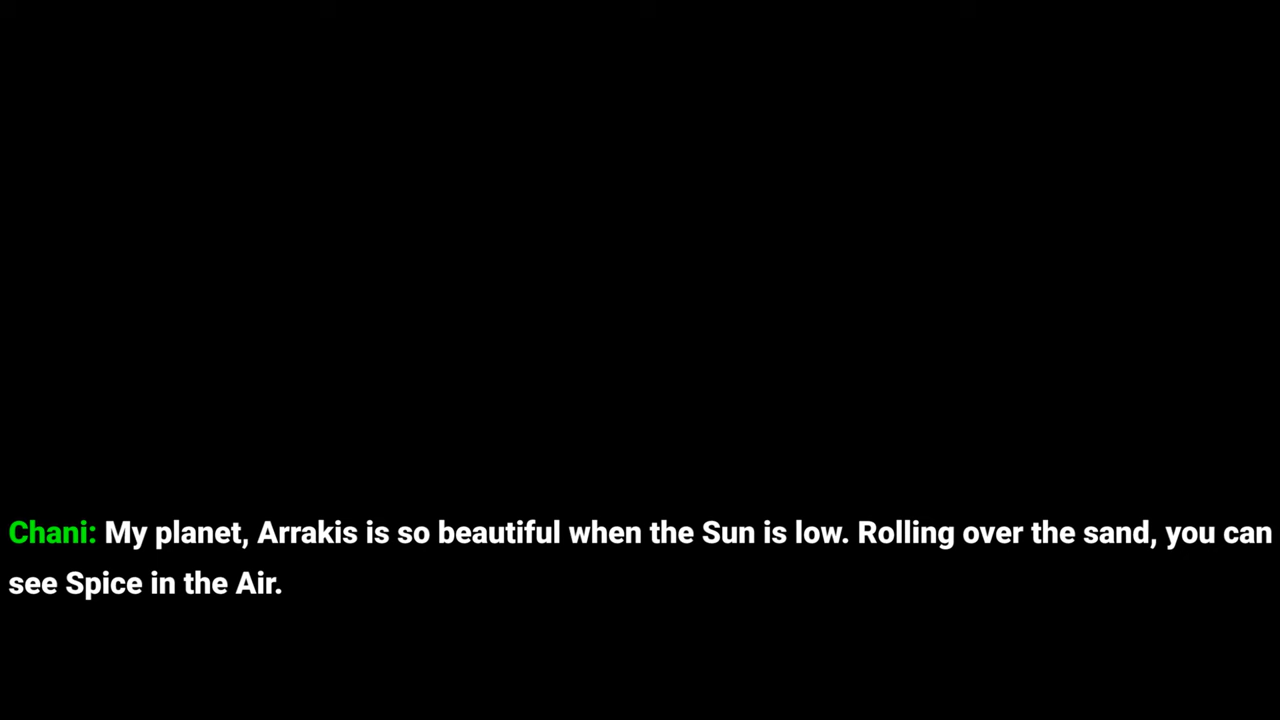 Chani: My planet, Arrakis is so beautiful when the Sun is low. Rolling over the sand, you can
see Spice in the Air.